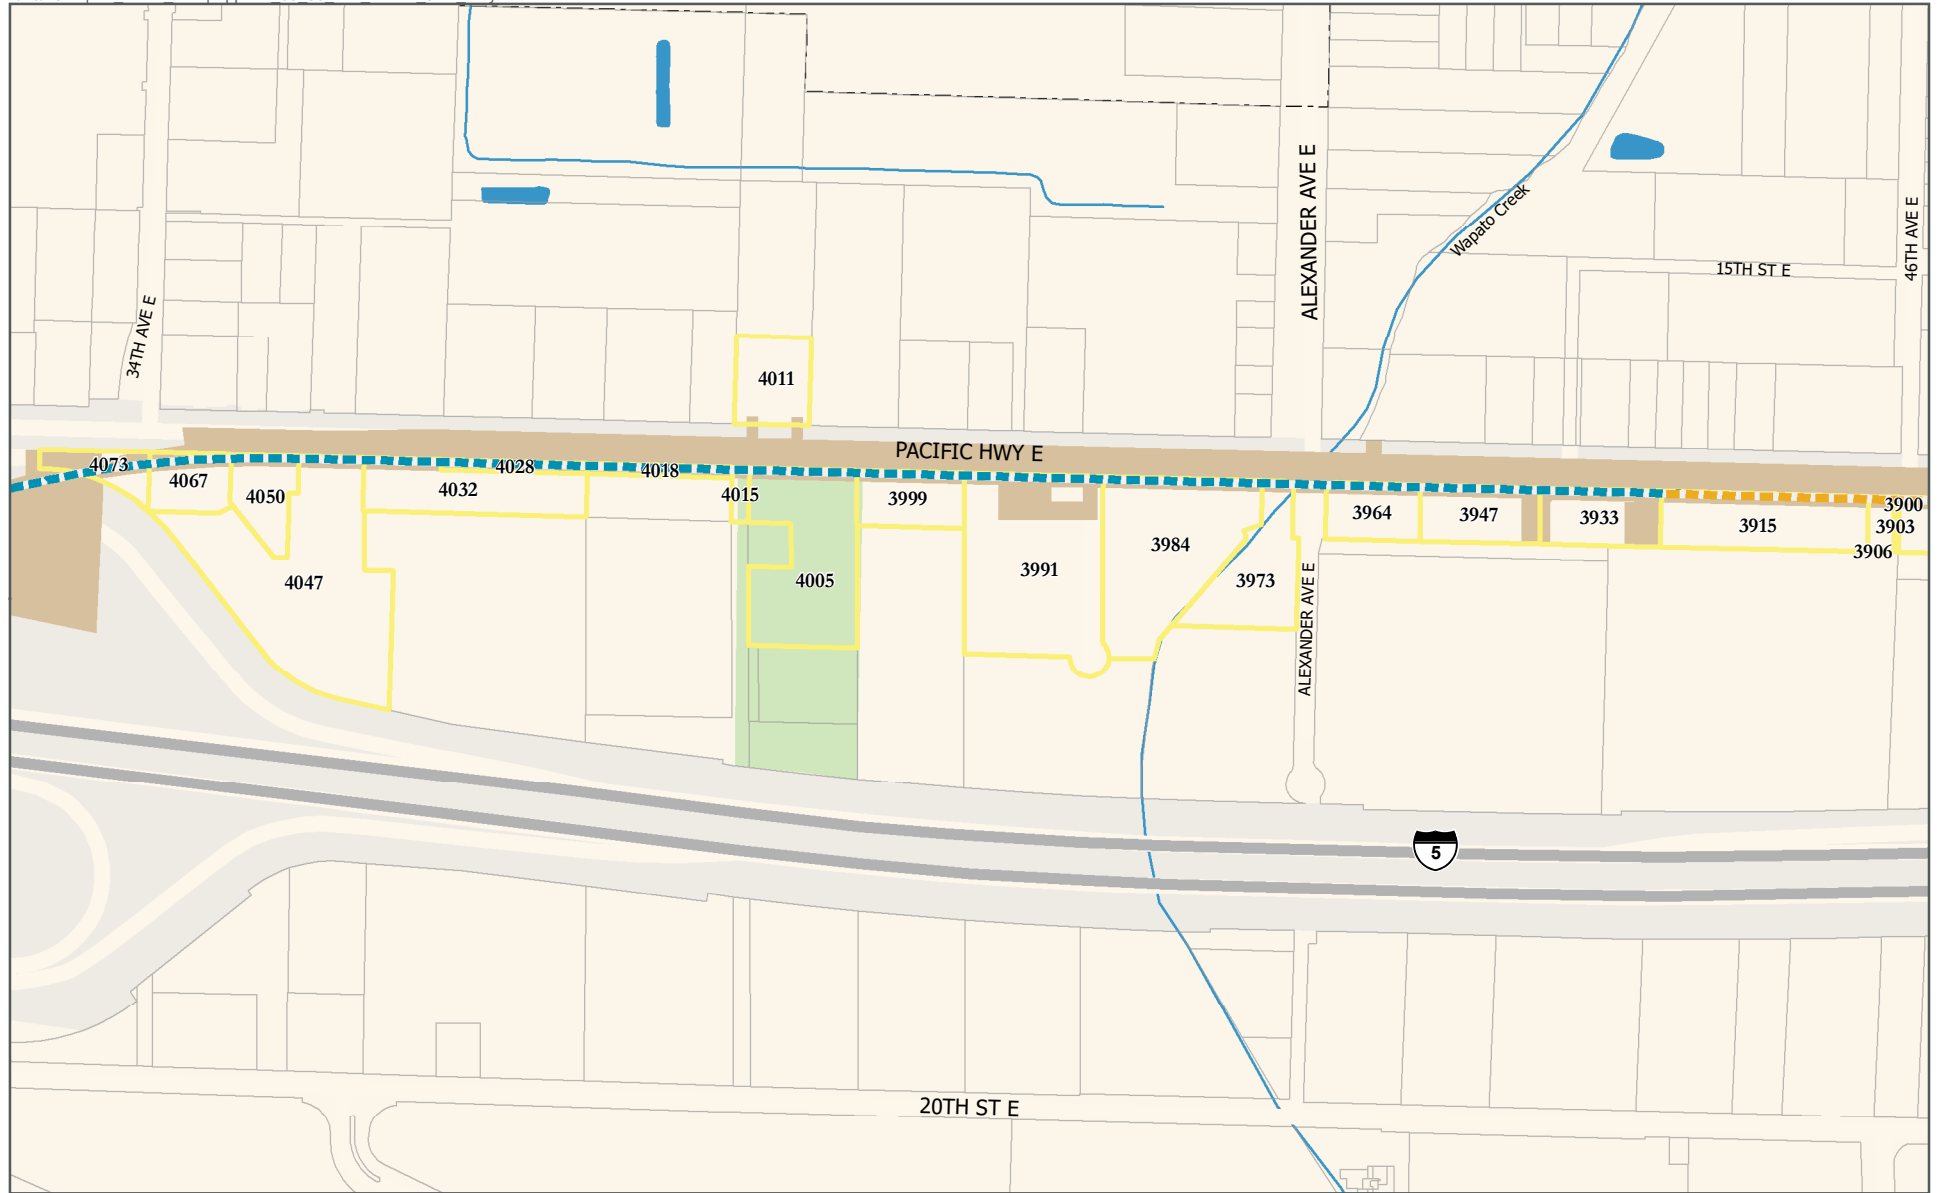 ALEXANDER AVE E
Wapato Creek
46TH AVE E
15TH ST E
34TH AVE E
4011
PACIFIC HWY E
4073
4067
4050
4028
4032
4018
4015
3999
4047
4005
3991
3984
3973
3964
3947
3933
3915
3900
3903
3906
ALEXANDER AVE E
5
20TH ST E